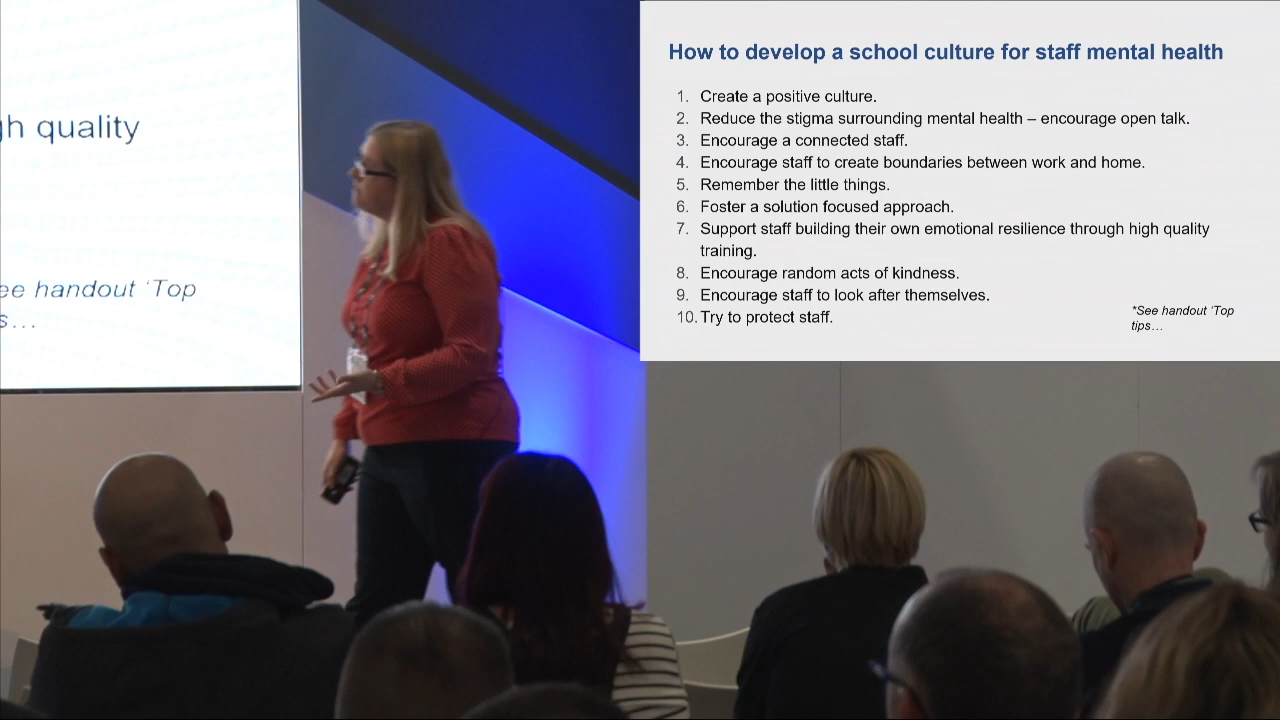 gh quality
ee handout ‘Top
s…
How to develop a school culture for staff mental health
1. Create a positive culture.
2. Reduce the stigma surrounding mental health – encourage open talk.
3. Encourage a connected staff.
4. Encourage staff to create boundaries between work and home.
5. Remember the little things.
6. Foster a solution focused approach.
7. Support staff building their own emotional resilience through high quality
training.
8. Encourage random acts of kindness.
9. Encourage staff to look after themselves.
10. Try to protect staff.
*See handout ‘Top
tips…